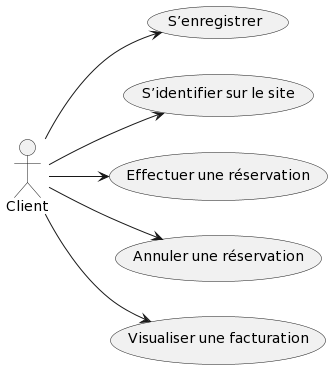 S’enregistrer
S’identifier sur le site
Effectuer une réservation
Client
Annuler une réservation
Visualiser une facturation